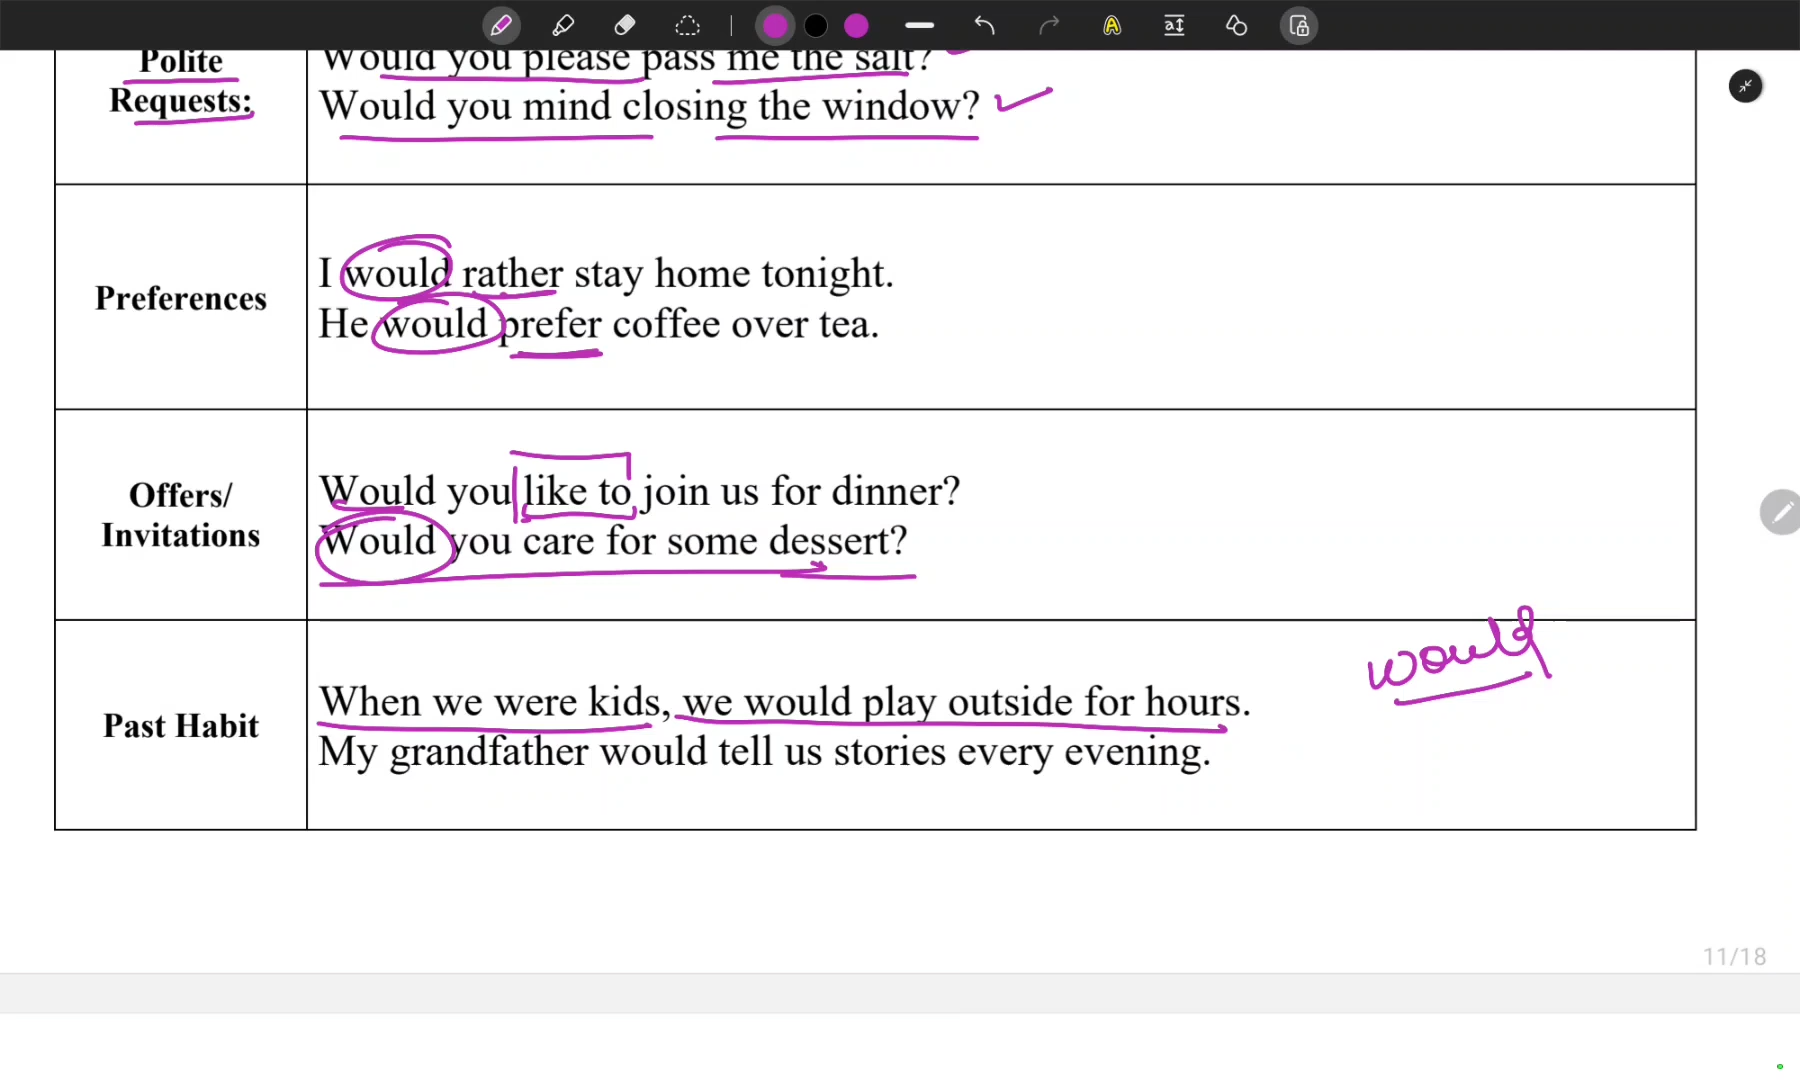 Polite
Requests:
Would you please pass me the salt?
Would you mind closing the window?
Preferences
I would rather stay home tonight.
He would prefer coffee over tea.
Offers/
Invitations
Would you like to join us for dinner?
Would you care for some dessert?
would
Past Habit
When we were kids, we would play outside for hours.
My grandfather would tell us stories every evening.
11/18